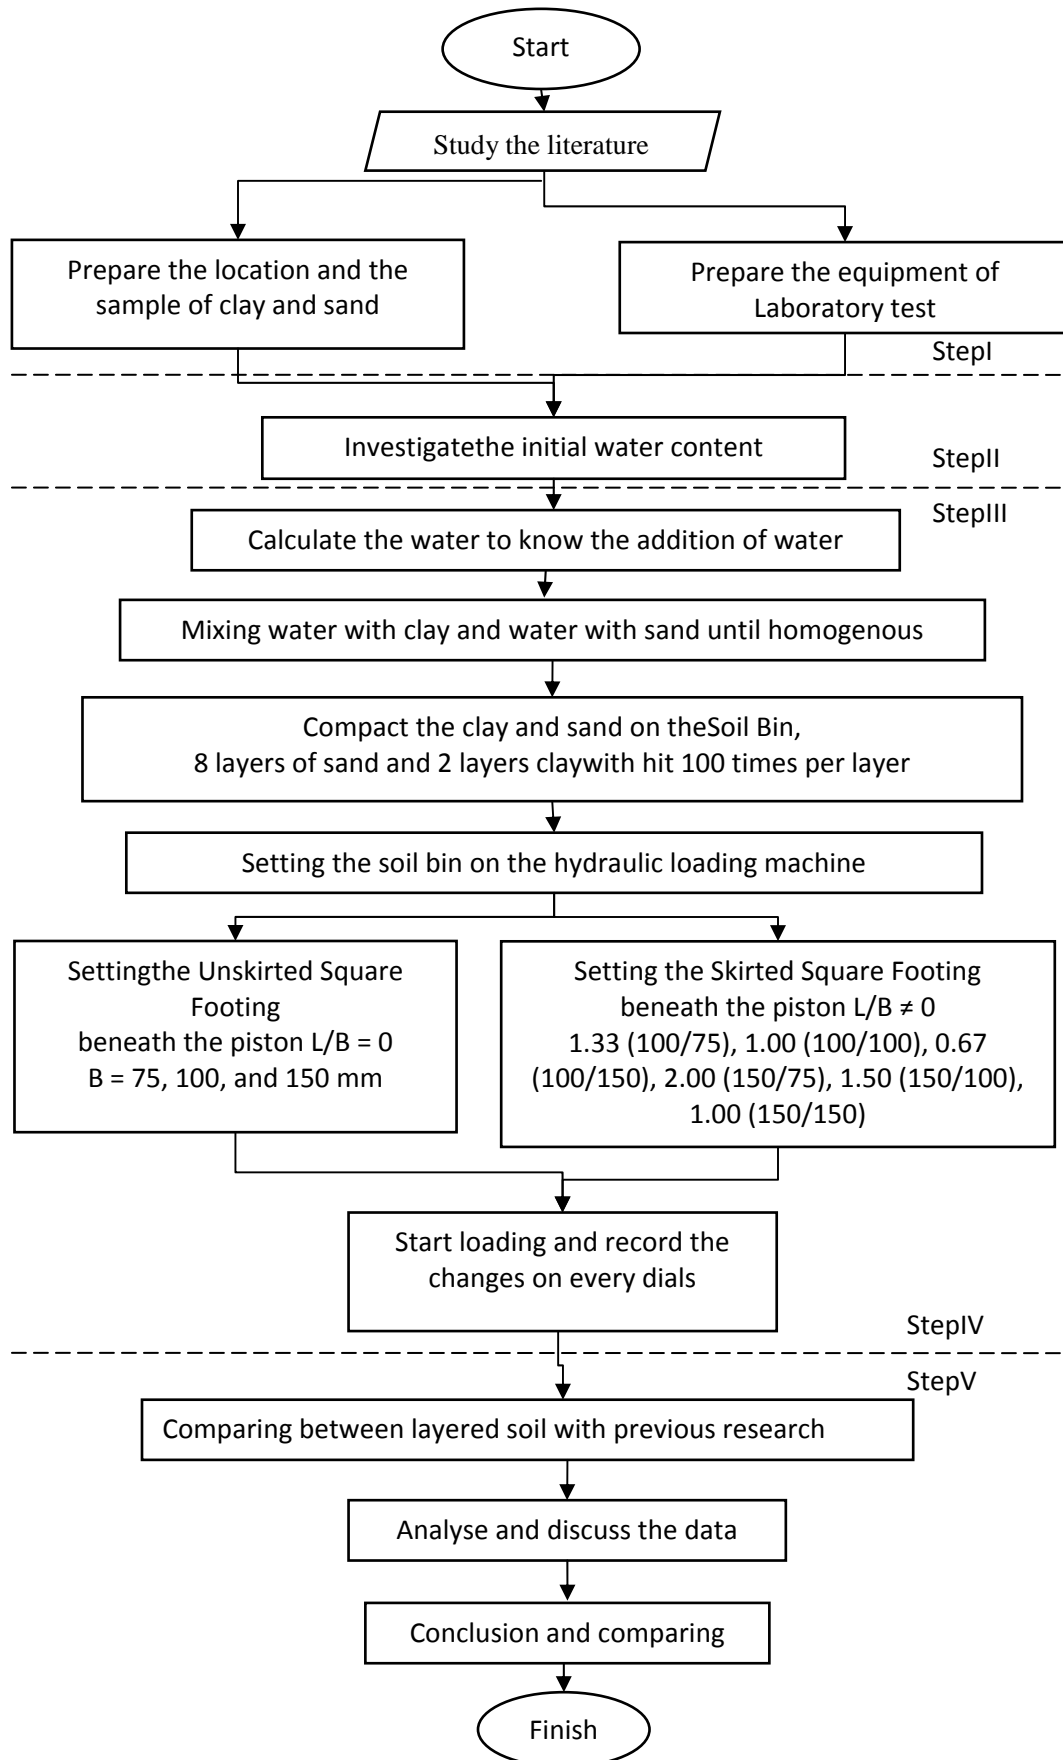 Start
Study the literature
Prepare the location and the
sample of clay and sand
Prepare the equipment of
Laboratory test
StepI
Investigatethe initial water content
StepII
StepIII
Calculate the water to know the addition of water
Mixing water with clay and water with sand until homogenous
Compact the clay and sand on theSoil Bin,
8 layers of sand and 2 layers claywith hit 100 times per layer
Setting the soil bin on the hydraulic loading machine
Settingthe Unskirted Square
Footing
beneath the piston L/B = 0
B = 75, 100, and 150 mm
Setting the Skirted Square Footing
beneath the piston L/B ≠ 0
1.33 (100/75), 1.00 (100/100), 0.67
(100/150), 2.00 (150/75), 1.50 (150/100),
1.00 (150/150)
Start loading and record the
changes on every dials
StepIV
StepV
Comparing between layered soil with previous research
Analyse and discuss the data
Conclusion and comparing
Finish